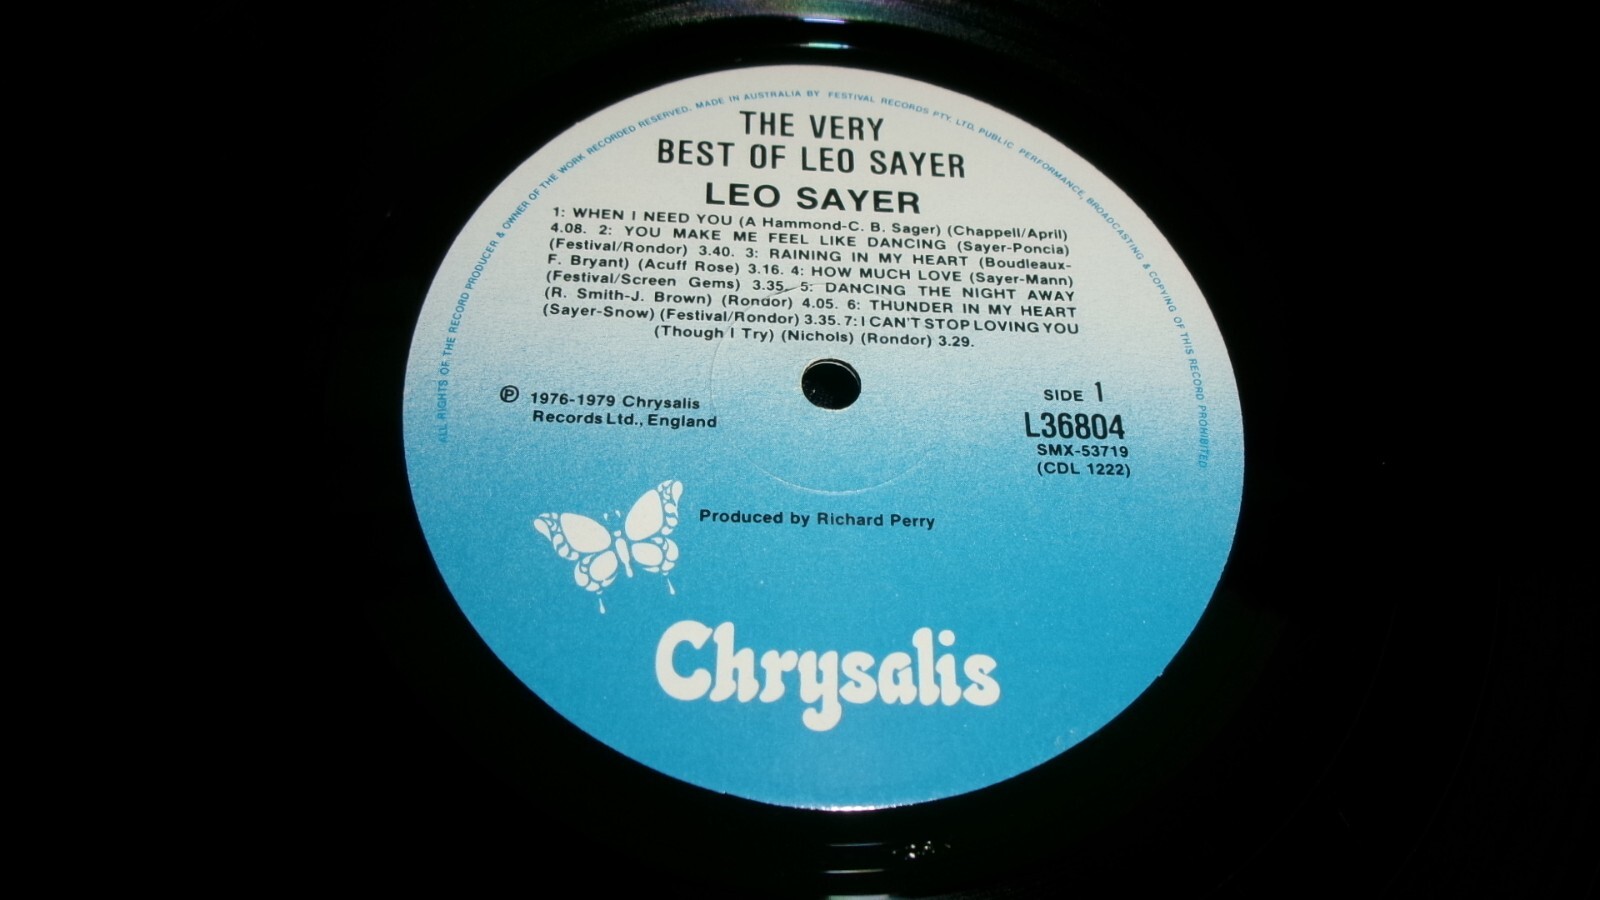 ALL RIGHTS OF THE RECORD PRODUCER & OWNER OF THE WORK RECORDED RESERVED. MADE IN AUSTRALIA BY FESTIVAL RECORDS PTY. LTD. PUBLIC PERFORMANCE, BROADCASTING & COPYING OF THIS RECORD PROHIBITED
THE VERY
BEST OF LEO SAYER
LEO SAYER
1: WHEN I NEED YOU (A Hammond-C. B. Sager) (Chappell/April)
4.08. 2: YOU MAKE ME FEEL LIKE DANCING (Sayer-Poncia)
(Festival/Rondor) 3.40. 3: RAINING IN MY HEART (Boudleaux-
F. Bryant) (Acuff Rose) 3.16. 4: HOW MUCH LOVE (Sayer-Mann)
(Festival/Screen Gems) 3.35. 5: DANCING THE NIGHT AWAY
(R. Smith-J. Brown) (Rondor) 4.05. 6: THUNDER IN MY HEART
(Sayer-Snow) (Festival/Rondor) 3.35. 7: I CAN'T STOP LOVING YOU
(Though I Try) (Nichols) (Rondor) 3.29.
℗ 1976-1979 Chrysalis
Records Ltd., England
SIDE 1
L36804
SMX-53719
(CDL 1222)
Produced by Richard Perry
Chrysalis